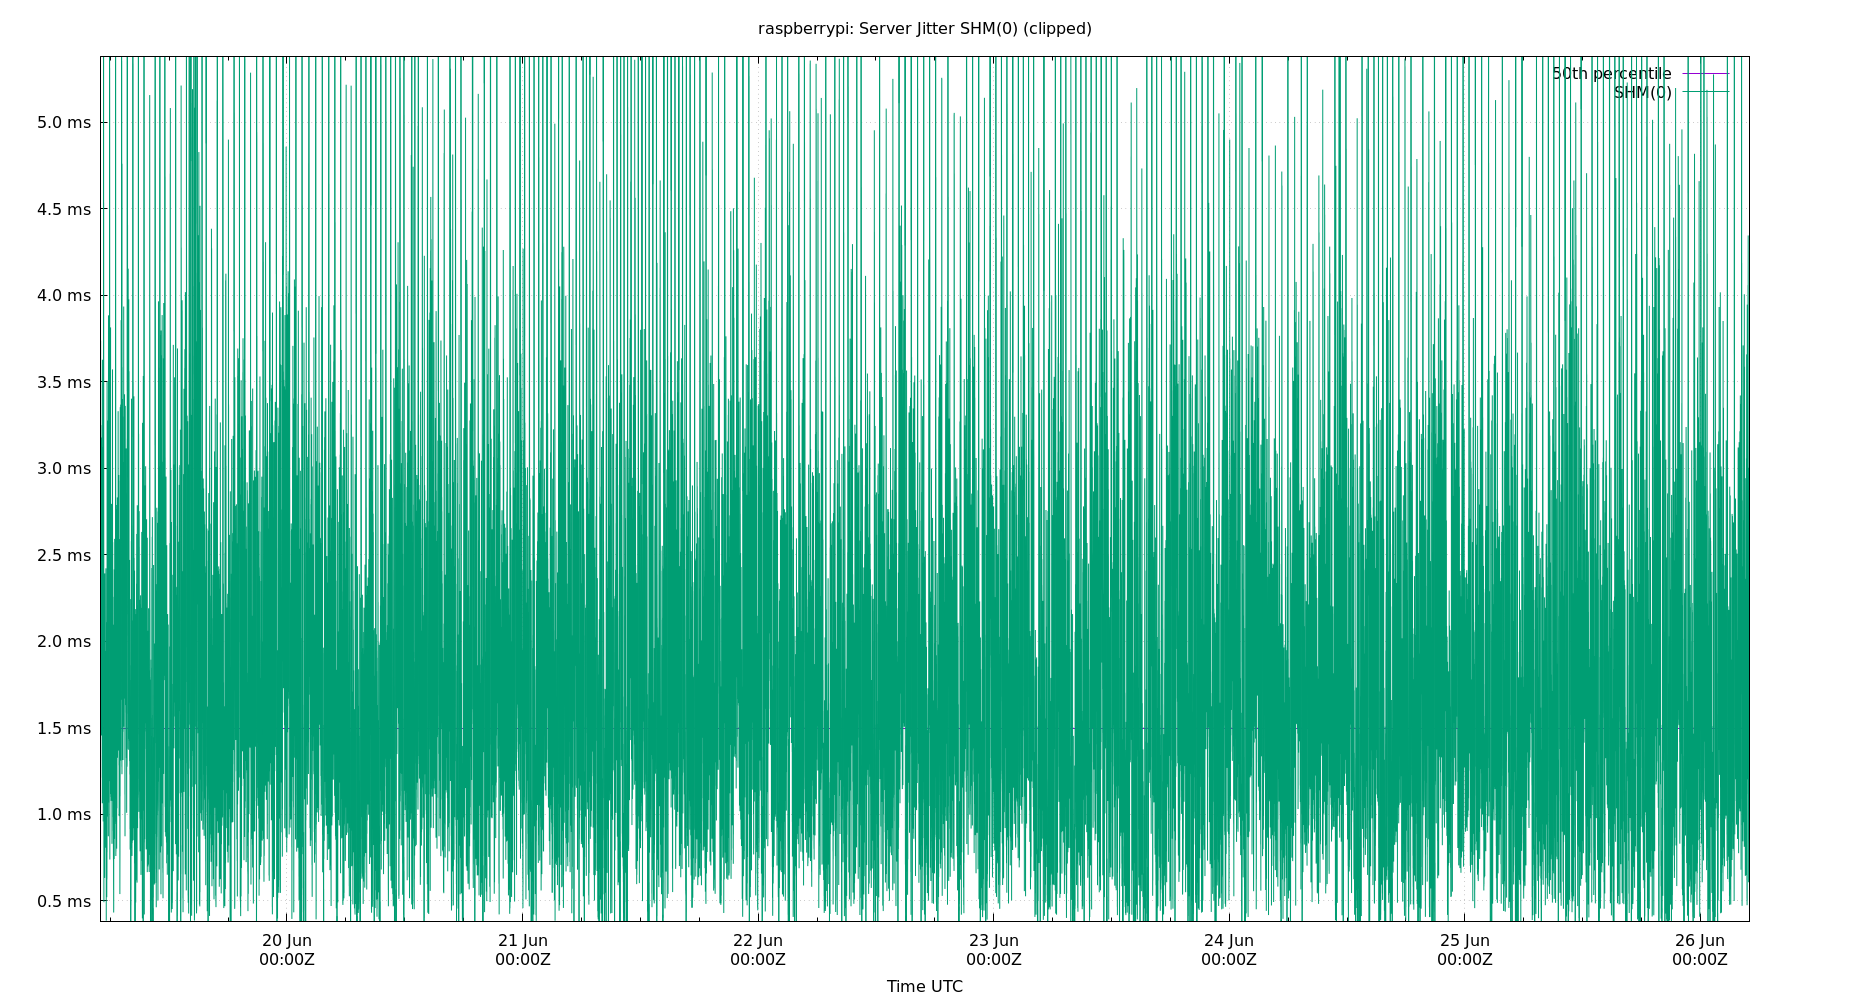 raspberrypi: Server Jitter SHM(0) (clipped)
50th percentile
SHM(0)
5.0 ms
4.5 ms
4.0 ms
3.5 ms
3.0 ms
2.5 ms
2.0 ms
1.5 ms
1.0 ms
0.5 ms
20 Jun 21 Jun 22 Jun 23 Jun 24 Jun 25 Jun 26 Jun
00:00Z 00:00Z 00:00Z 00:00Z 00:00Z 00:00Z 00:00Z
Time UTC